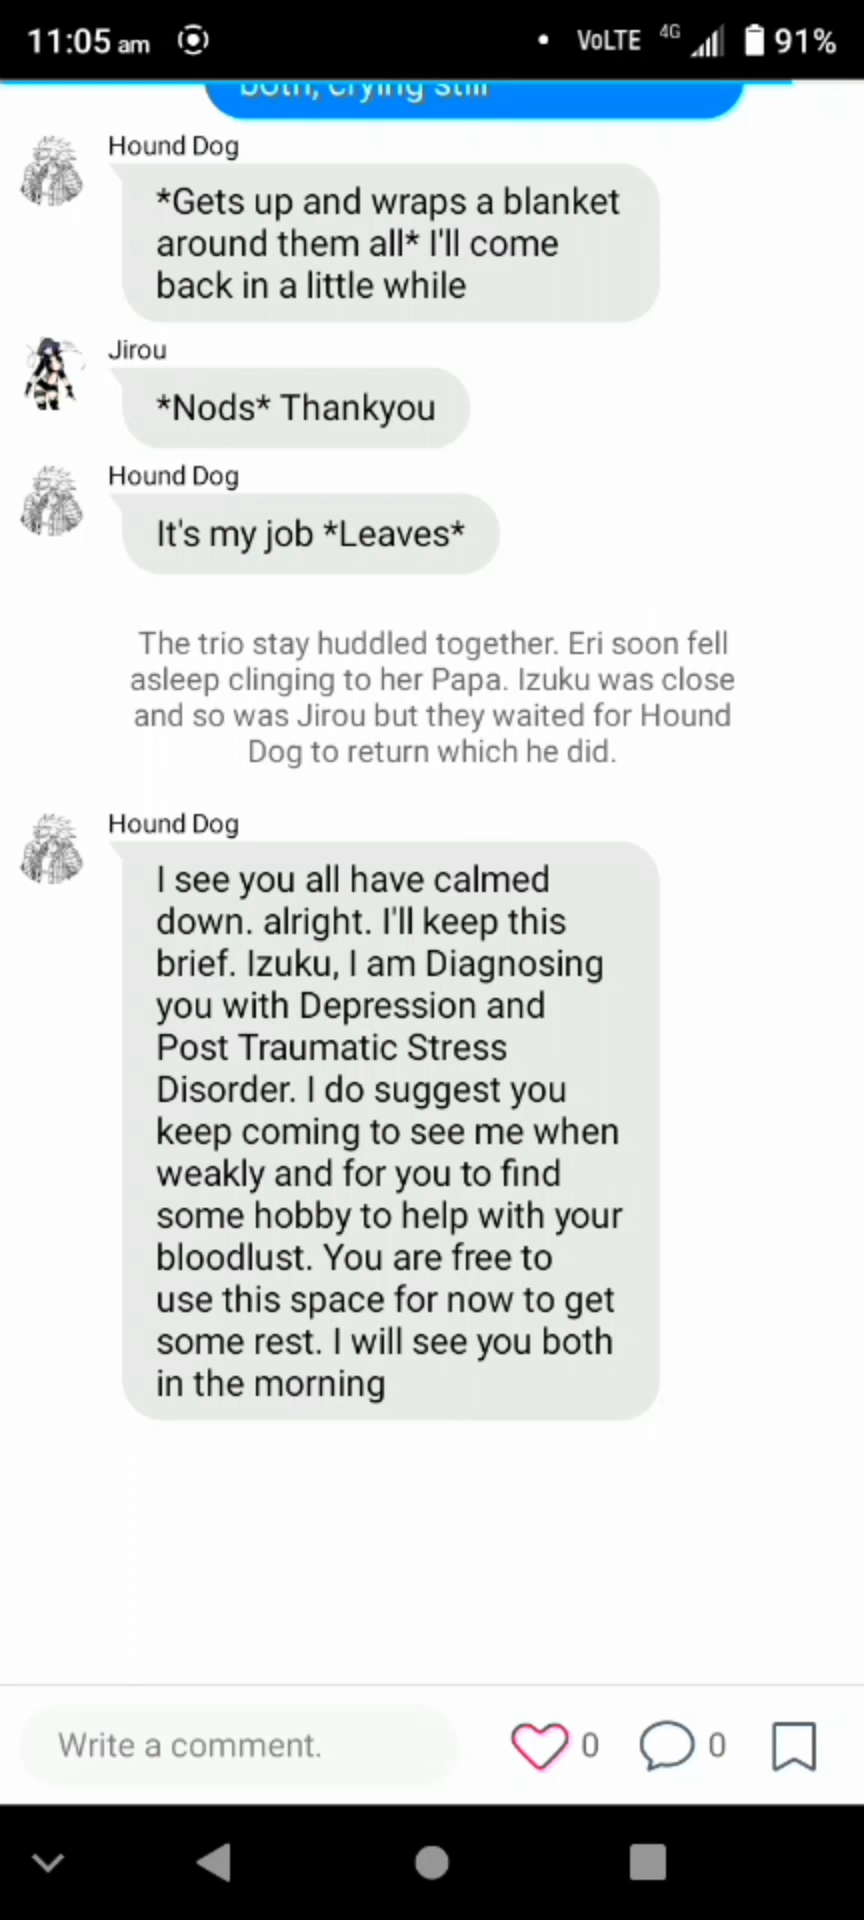 11:05 am
VoLTE 4G 91%
both, crying still
Hound Dog
*Gets up and wraps a blanket
around them all* I'll come
back in a little while
Jirou
*Nods* Thankyou
Hound Dog
It's my job *Leaves*
The trio stay huddled together. Eri soon fell
asleep clinging to her Papa. Izuku was close
and so was Jirou but they waited for Hound
Dog to return which he did.
Hound Dog
I see you all have calmed
down. alright. I'll keep this
brief. Izuku, I am Diagnosing
you with Depression and
Post Traumatic Stress
Disorder. I do suggest you
keep coming to see me when
weakly and for you to find
some hobby to help with your
bloodlust. You are free to
use this space for now to get
some rest. I will see you both
in the morning
Write a comment. 0 0